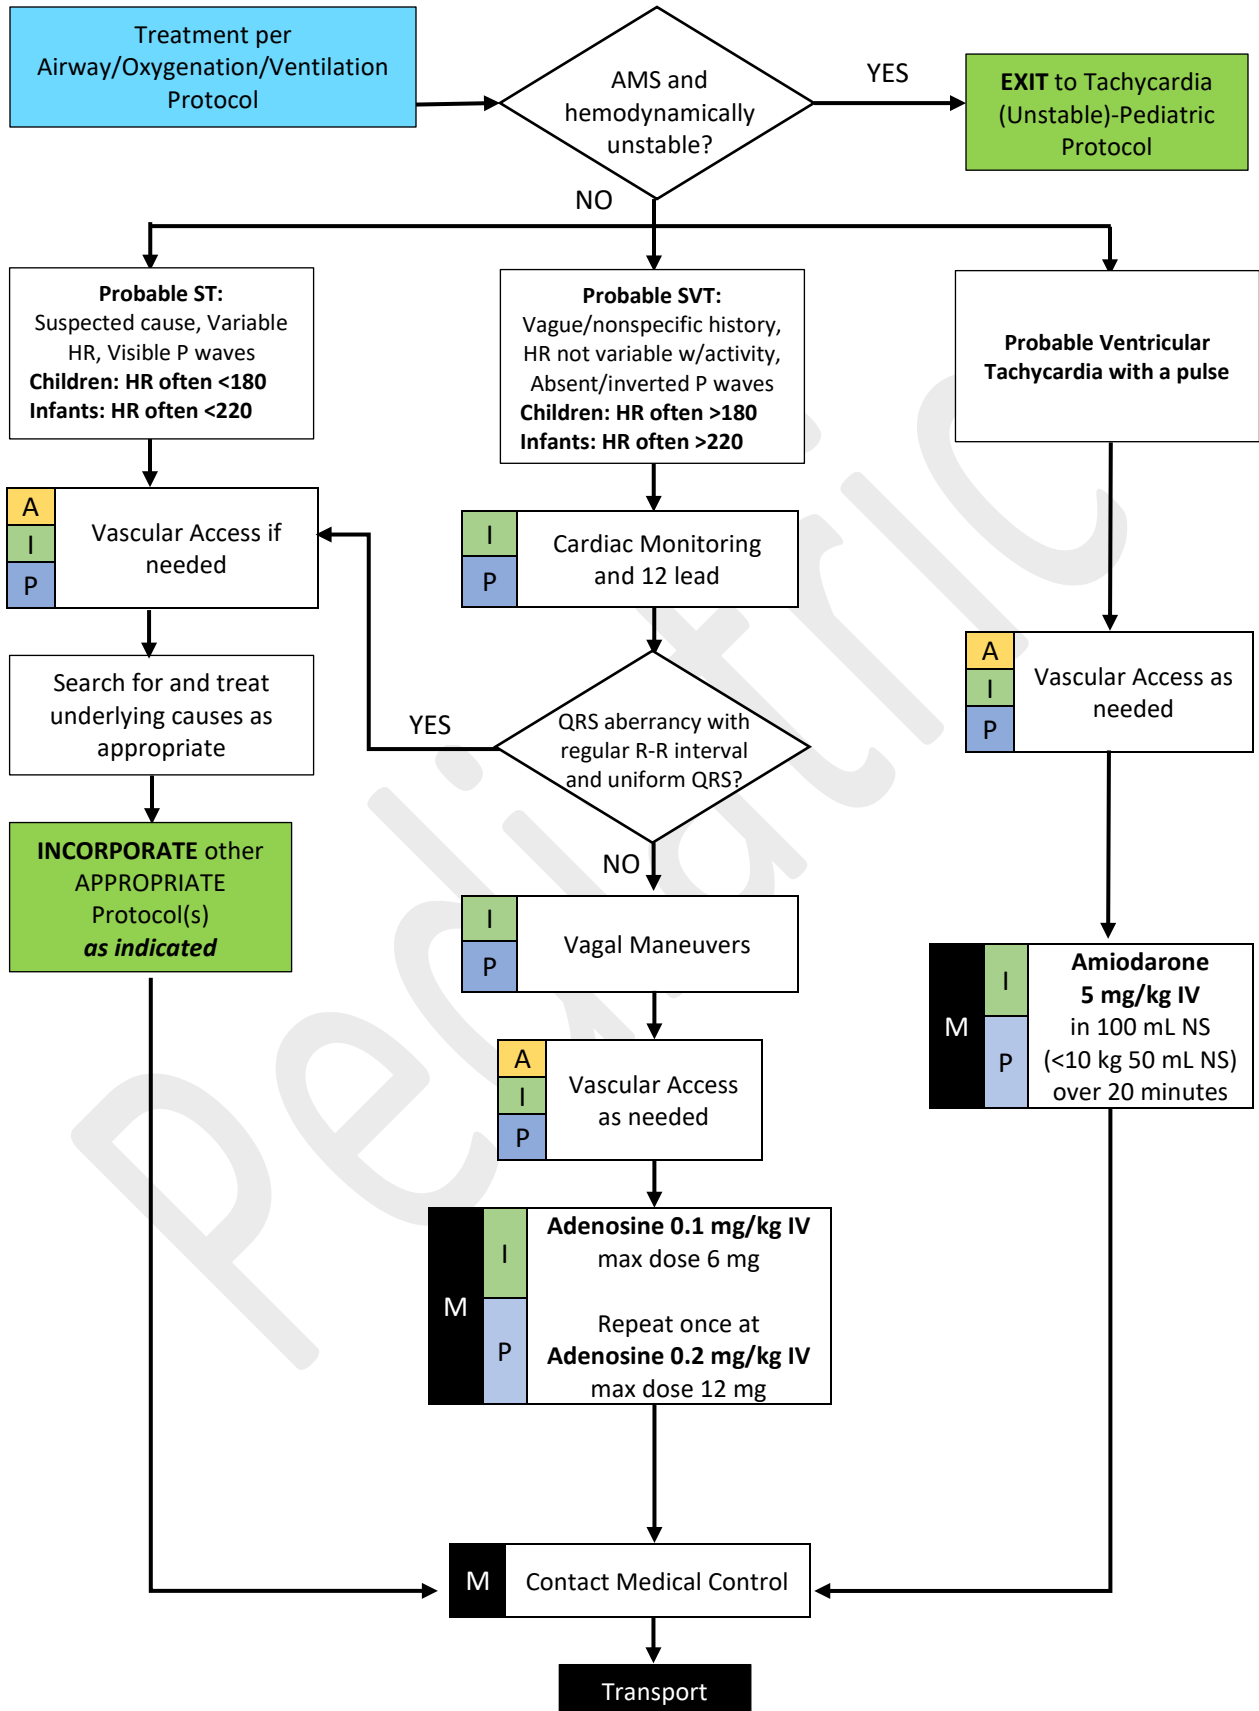 Treatment per
Airway/Oxygenation/Ventilation
Protocol
AMS and
hemodynamically
unstable?
YES
EXIT to Tachycardia
(Unstable)-Pediatric
Protocol
NO
Probable ST:
Suspected cause, Variable
HR, Visible P waves
Children: HR often <180
Infants: HR often <220
Probable SVT:
Vague/nonspecific history,
HR not variable w/activity,
Absent/inverted P waves
Children: HR often >180
Infants: HR often >220
Probable Ventricular
Tachycardia with a pulse
A
I
P
Vascular Access if
needed
I
P
Cardiac Monitoring
and 12 lead
A
I
P
Vascular Access as
needed
Search for and treat
underlying causes as
appropriate
YES
QRS aberrancy with
regular R-R interval
and uniform QRS?
NO
INCORPORATE other
APPROPRIATE
Protocol(s)
as indicated
I
P
Vagal Maneuvers
M
I
P
Amiodarone
5 mg/kg IV
in 100 mL NS
(<10 kg 50 mL NS)
over 20 minutes
A
I
P
Vascular Access
as needed
M
I
P
Adenosine 0.1 mg/kg IV
max dose 6 mg
Repeat once at
Adenosine 0.2 mg/kg IV
max dose 12 mg
M
Contact Medical Control
Transport
Pediatric